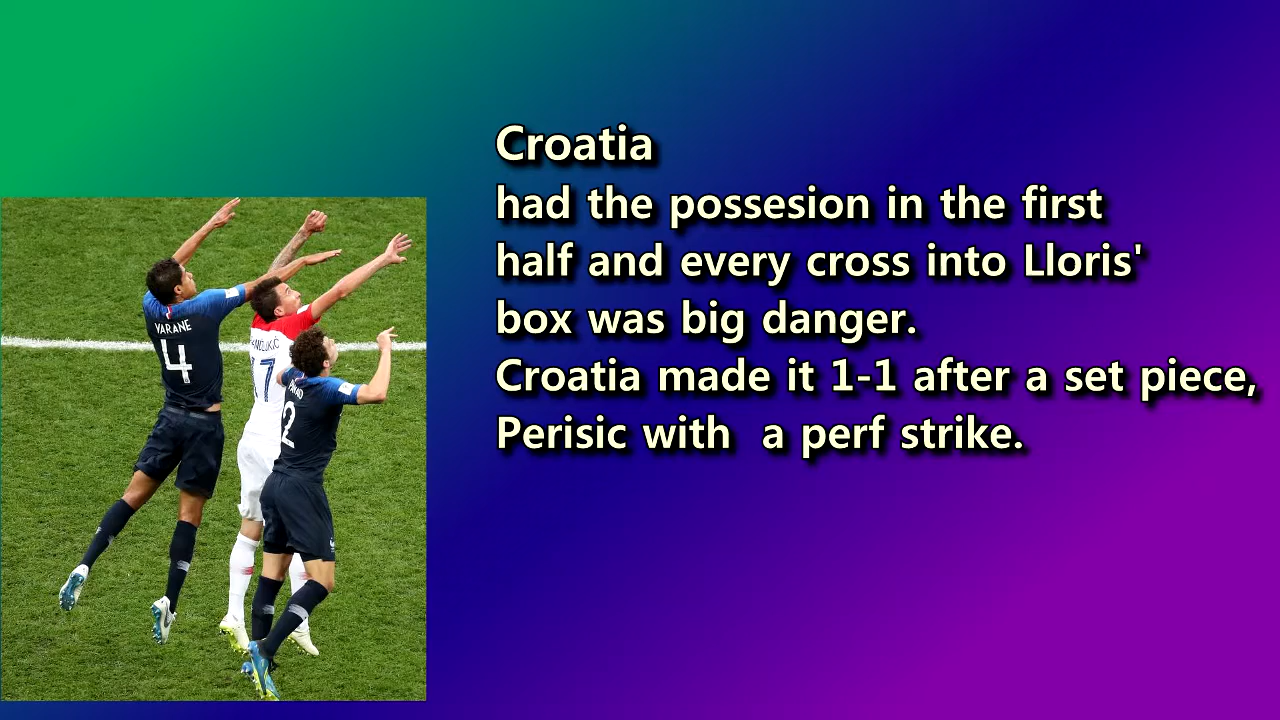 Croatia
had the possesion in the first
half and every cross into Lloris'
box was big danger.
Croatia made it 1-1 after a set piece,
Perisic with  a perf strike.
VARANE
4
17
2